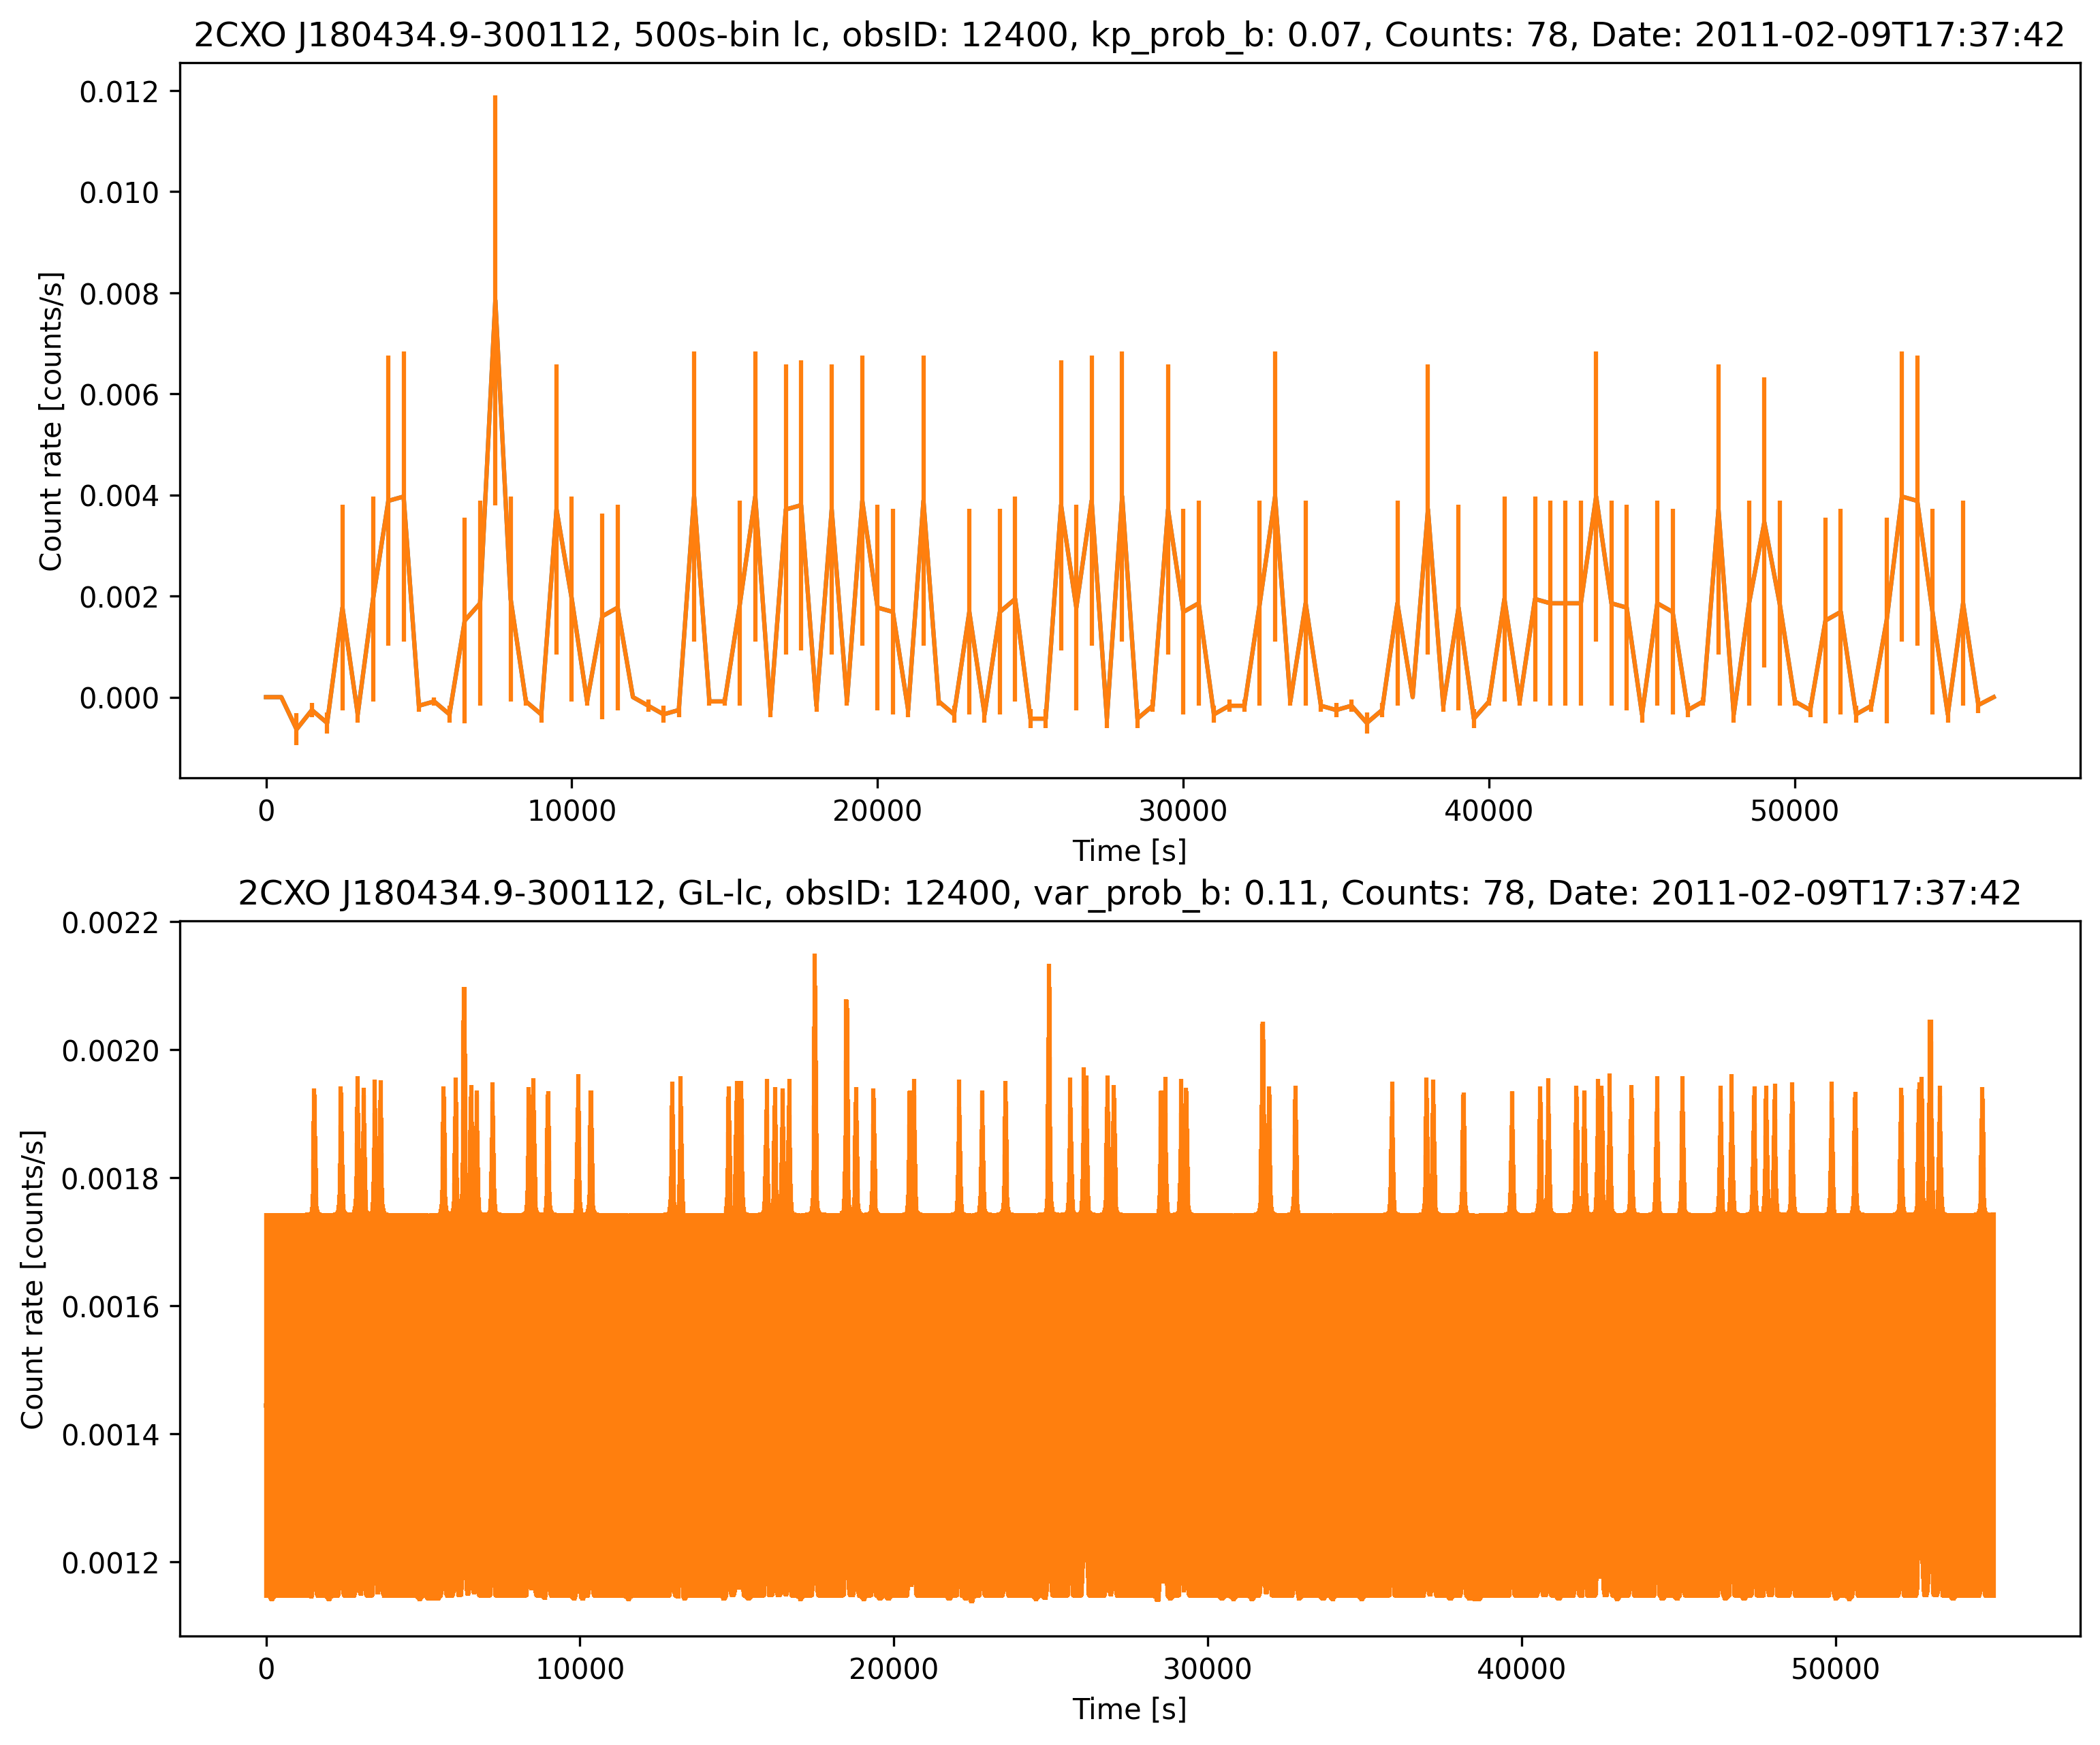 2CXO J180434.9-300112, 500s-bin lc, obsID: 12400, kp_prob_b: 0.07, Counts: 78, Date: 2011-02-09T17:37:42
0.012
0.010
0.008
0.006
0.004
0.002
0.000
Count rate [counts/s]
0 10000 20000 30000 40000 50000
Time [s]
2CXO J180434.9-300112, GL-lc, obsID: 12400, var_prob_b: 0.11, Counts: 78, Date: 2011-02-09T17:37:42
0.0022
0.0020
0.0018
0.0016
0.0014
0.0012
Count rate [counts/s]
0 10000 20000 30000 40000 50000
Time [s]